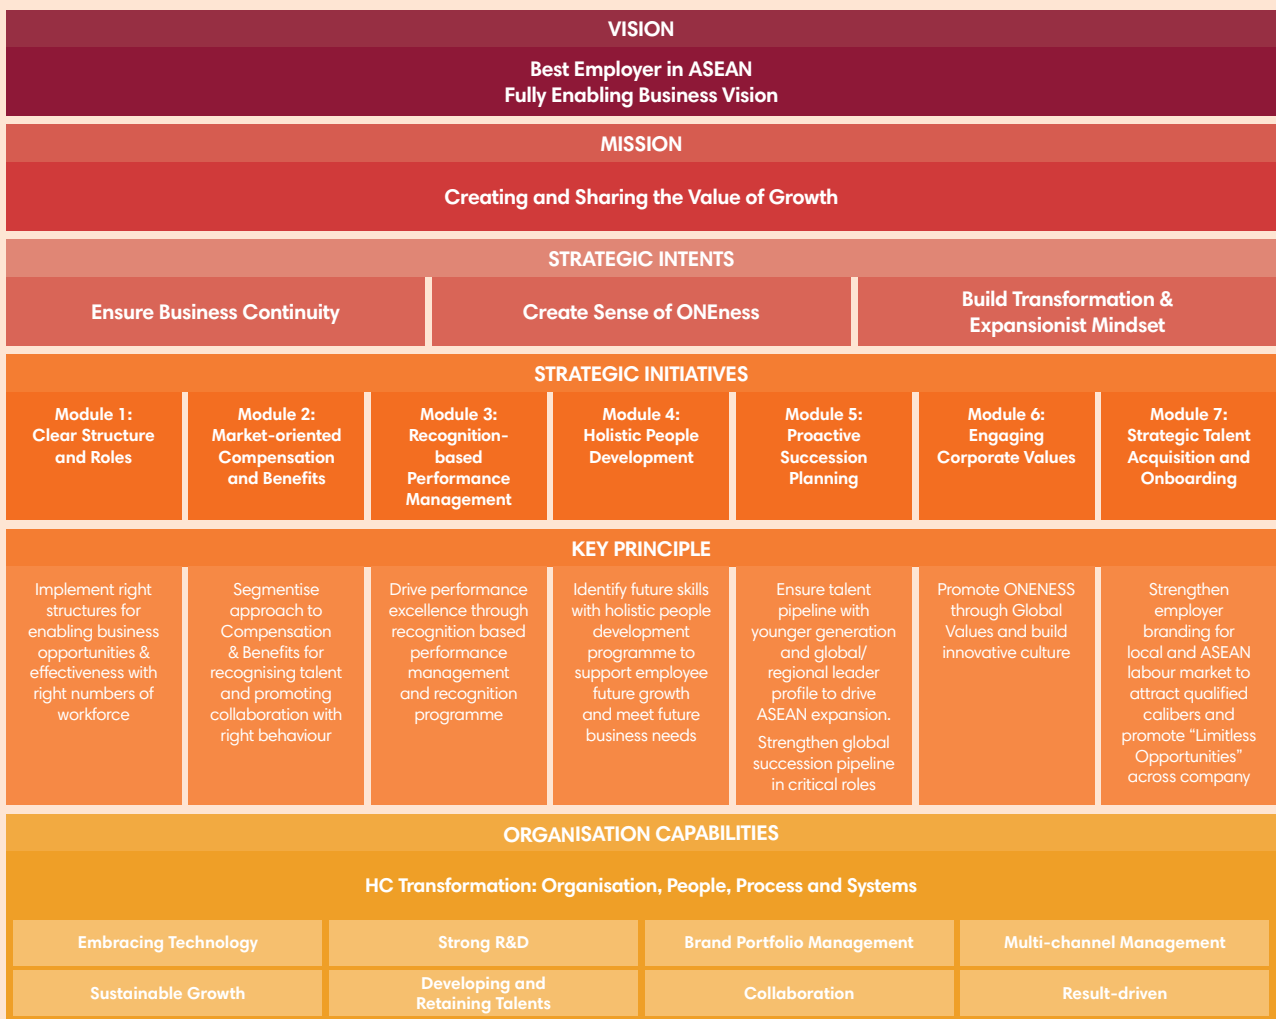 VISION
Best Employer in ASEAN
Fully Enabling Business Vision
MISSION
Creating and Sharing the Value of Growth
STRATEGIC INTENTS
Ensure Business Continuity
Create Sense of ONEness
Build Transformation &
Expansionist Mindset
STRATEGIC INITIATIVES
Module 1:
Clear Structure
and Roles
Module 2:
Market-oriented
Compensation
and Benefits
Module 3:
Recognition-
based
Performance
Management
Module 4:
Holistic People
Development
Module 5:
Proactive
Succession
Planning
Module 6:
Engaging
Corporate Values
Module 7:
Strategic Talent
Acquisition and
Onboarding
KEY PRINCIPLE
Implement right
structures for
enabling business
opportunities &
effectiveness with
right numbers of
workforce
Segmentise
approach to
Compensation
& Benefits for
recognising talent
and promoting
collaboration with
right behaviour
Drive performance
excellence through
recognition based
performance
management
and recognition
programme
Identify future skills
with holistic people
development
programme to
support employee
future growth
and meet future
business needs
Ensure talent
pipeline with
younger generation
and global/
regional leader
profile to drive
ASEAN expansion.
Strengthen global
succession pipeline
in critical roles
Promote ONENESS
through Global
Values and build
innovative culture
Strengthen
employer
branding for
local and ASEAN
labour market to
attract qualified
calibers and
promote “Limitless
Opportunities”
across company
ORGANISATION CAPABILITIES
HC Transformation: Organisation, People, Process and Systems
Embracing Technology
Strong R&D
Brand Portfolio Management
Multi-channel Management
Sustainable Growth
Developing and
Retaining Talents
Collaboration
Result-driven